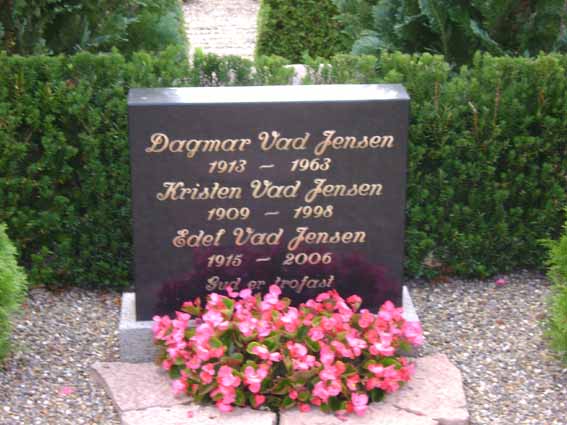 Dagmar Vad Jensen
1913 – 1963
Kristen Vad Jensen
1909 – 1998
Edel Vad Jensen
1915 – 2006
Gud er trofast